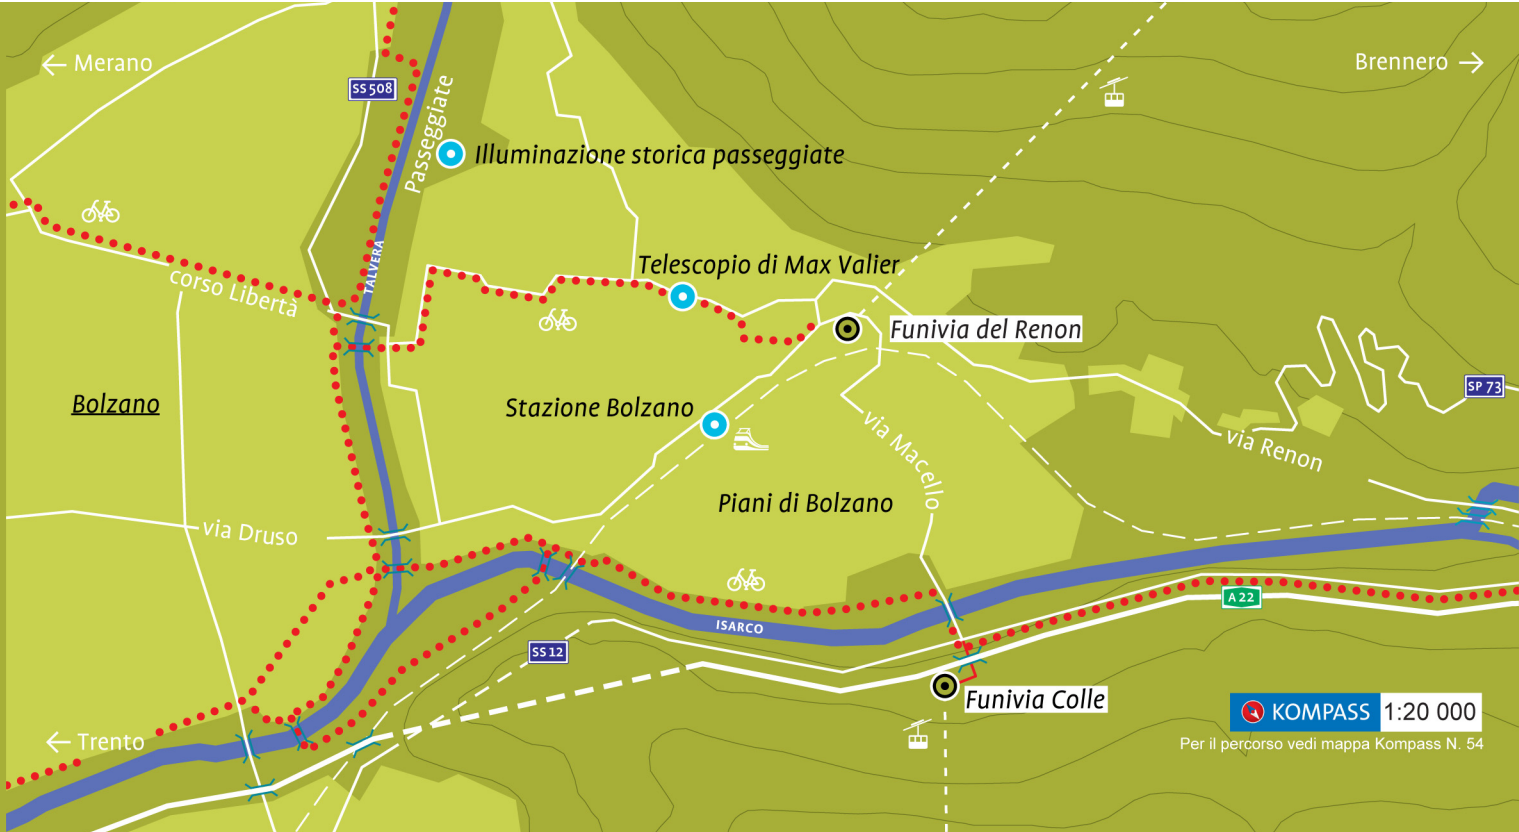 ← Merano
Brennero →
SS 508
Passeggiate
Illuminazione storica passeggiate
TALVERA
Telescopio di Max Valier
corso Libertà
Funivia del Renon
SP 73
Bolzano
Stazione Bolzano
via Macello
via Renon
Piani di Bolzano
via Druso
A 22
ISARCO
SS 12
Funivia Colle
KOMPASS 1:20 000
← Trento
Per il percorso vedi mappa Kompass N. 54